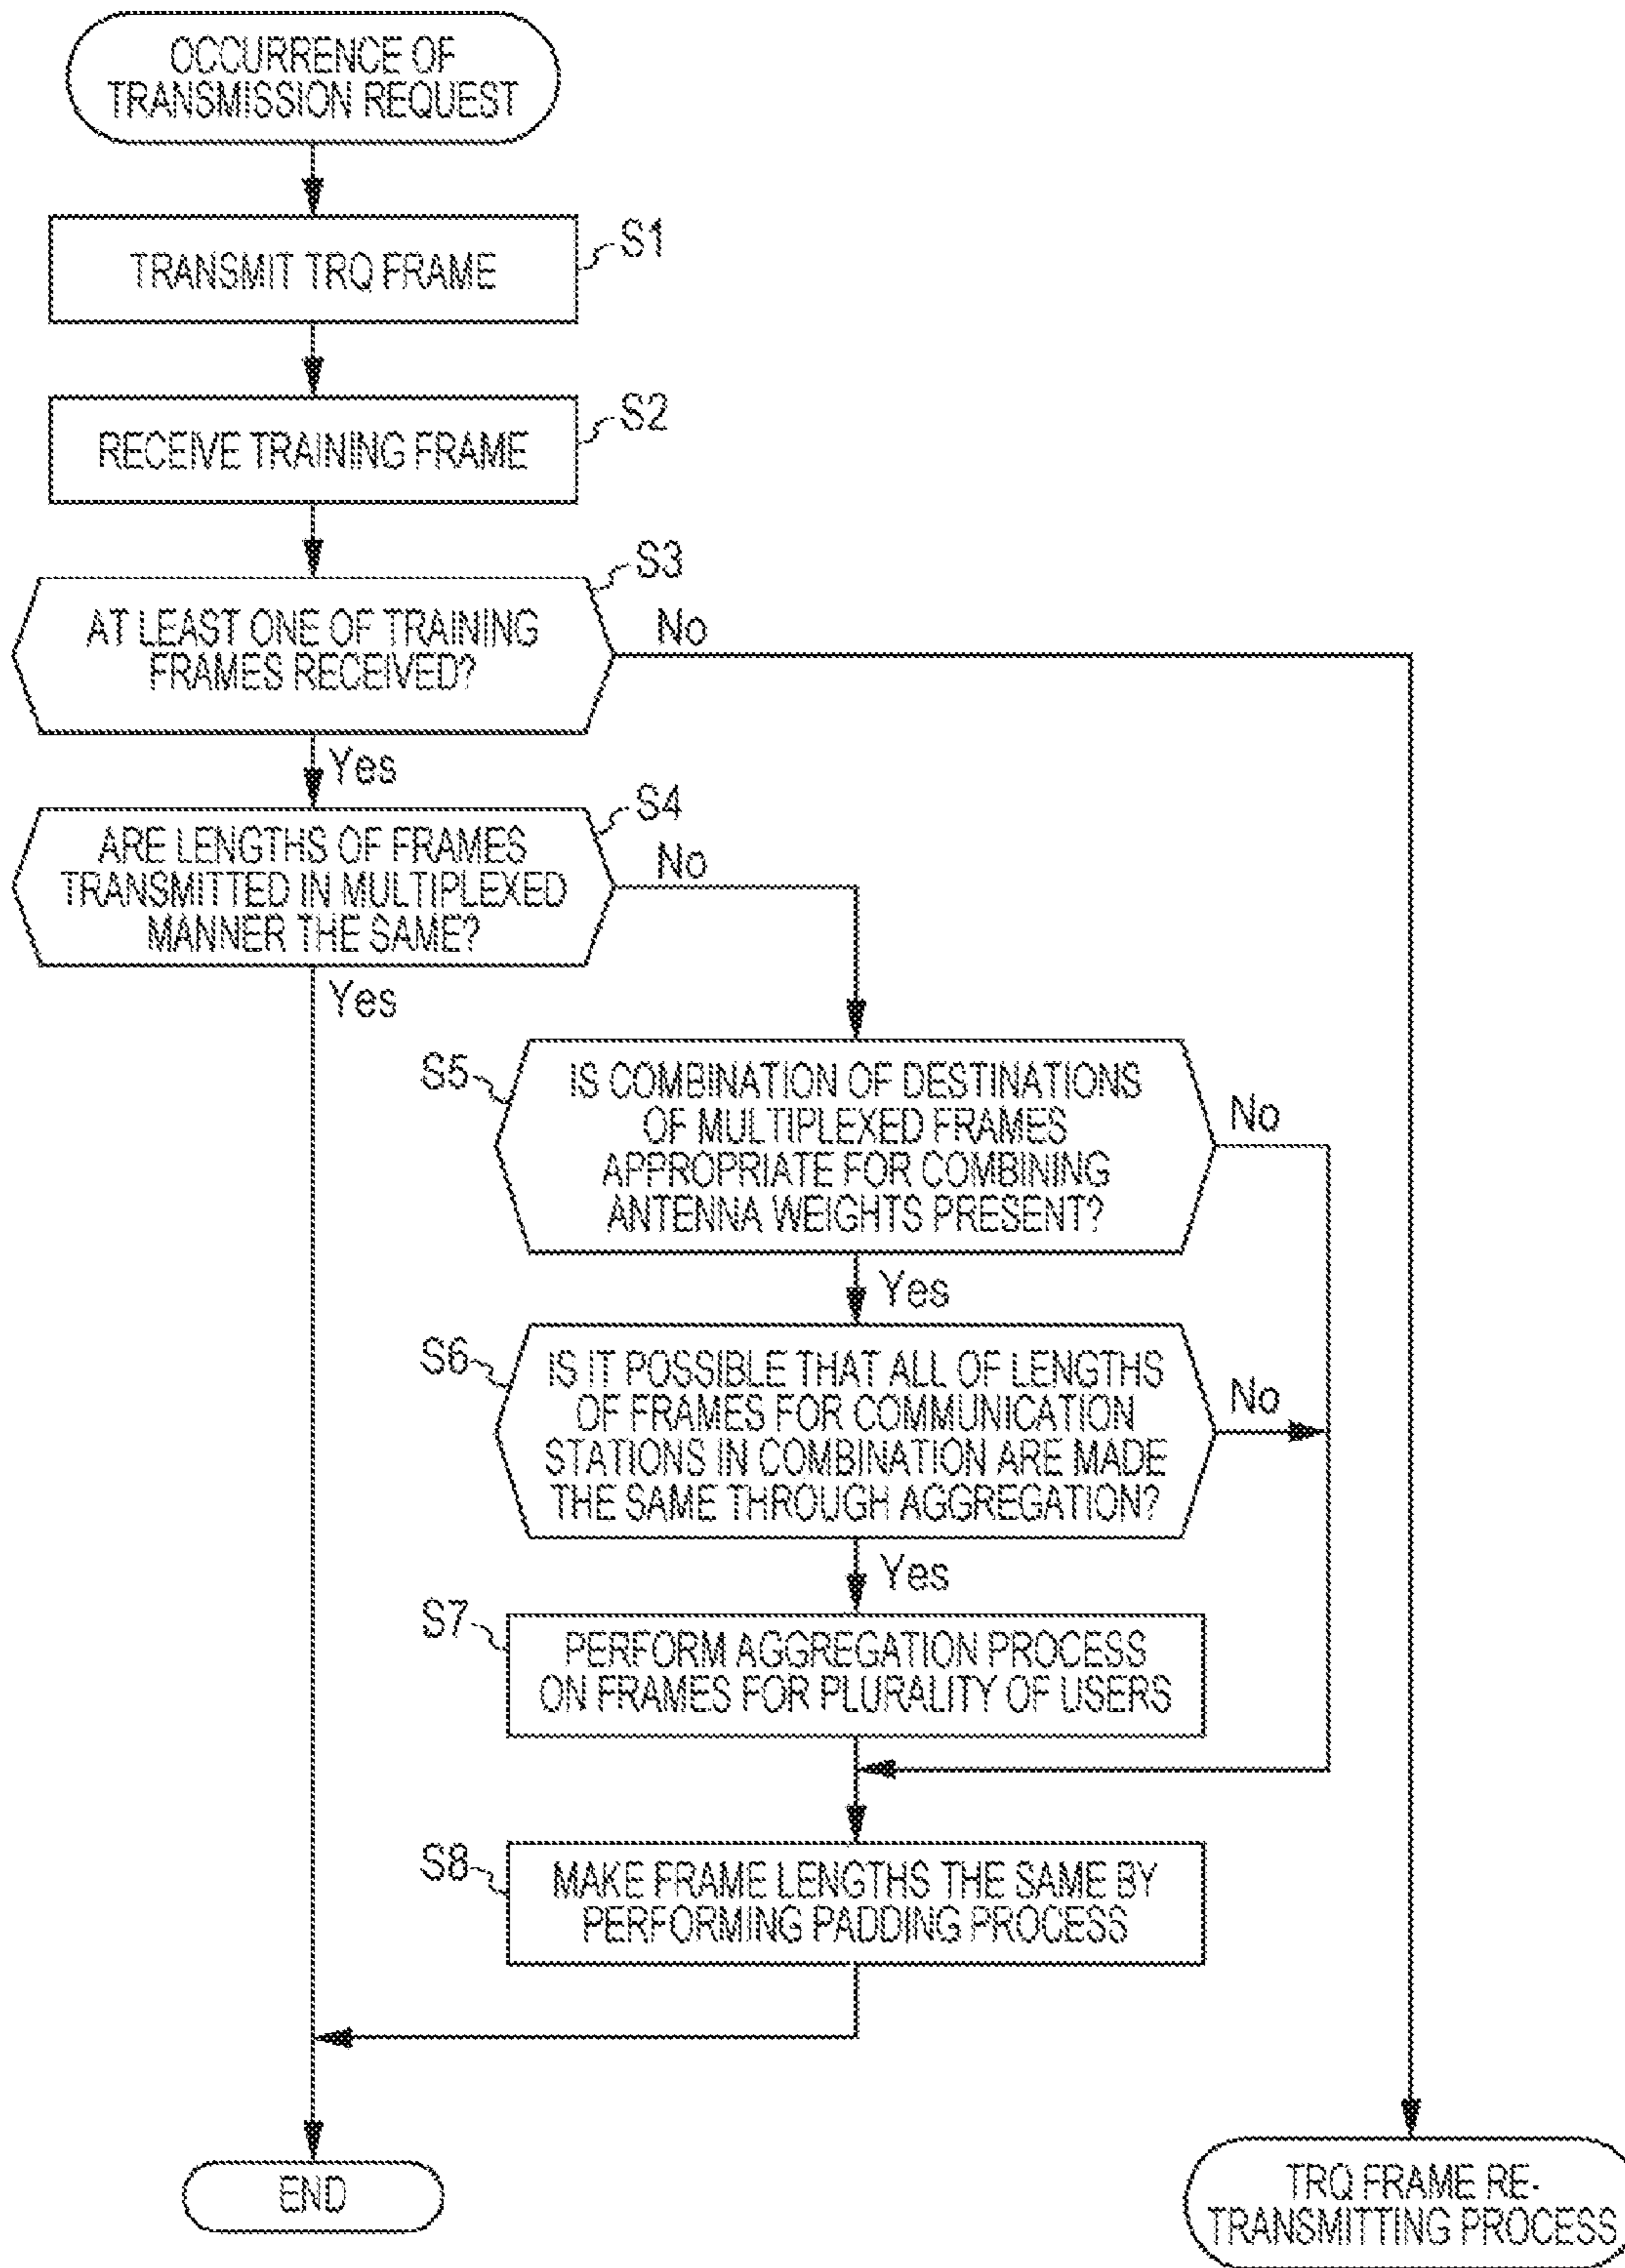 OCCURRENCE OF
TRANSMISSION REQUEST
S1
TRANSMIT TRQ FRAME
S2
RECEIVE TRAINING FRAME
S3
AT LEAST ONE OF TRAINING
FRAMES RECEIVED?
No
Yes
S4
ARE LENGTHS OF FRAMES
TRANSMITTED IN MULTIPLEXED
MANNER THE SAME?
No
Yes
S5
IS COMBINATION OF DESTINATIONS
OF MULTIPLEXED FRAMES
APPROPRIATE FOR COMBINING
ANTENNA WEIGHTS PRESENT?
No
Yes
S6
IS IT POSSIBLE THAT ALL OF LENGTHS
OF FRAMES FOR COMMUNICATION
STATIONS IN COMBINATION ARE MADE
THE SAME THROUGH AGGREGATION?
No
Yes
S7
PERFORM AGGREGATION PROCESS
ON FRAMES FOR PLURALITY OF USERS
S8
MAKE FRAME LENGTHS THE SAME BY
PERFORMING PADDING PROCESS
END
TRQ FRAME RE-
TRANSMITTING PROCESS